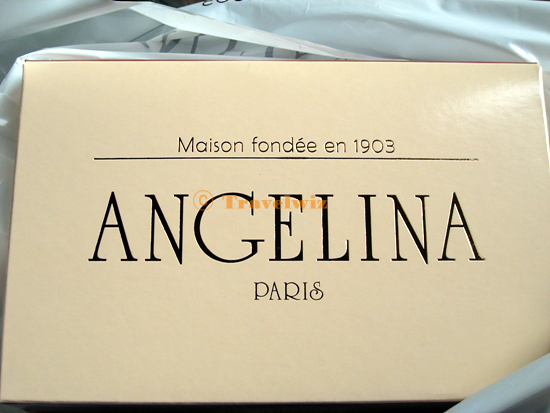 Maison fondée en 1903
ANGELINA
© Travelwiz
PARIS